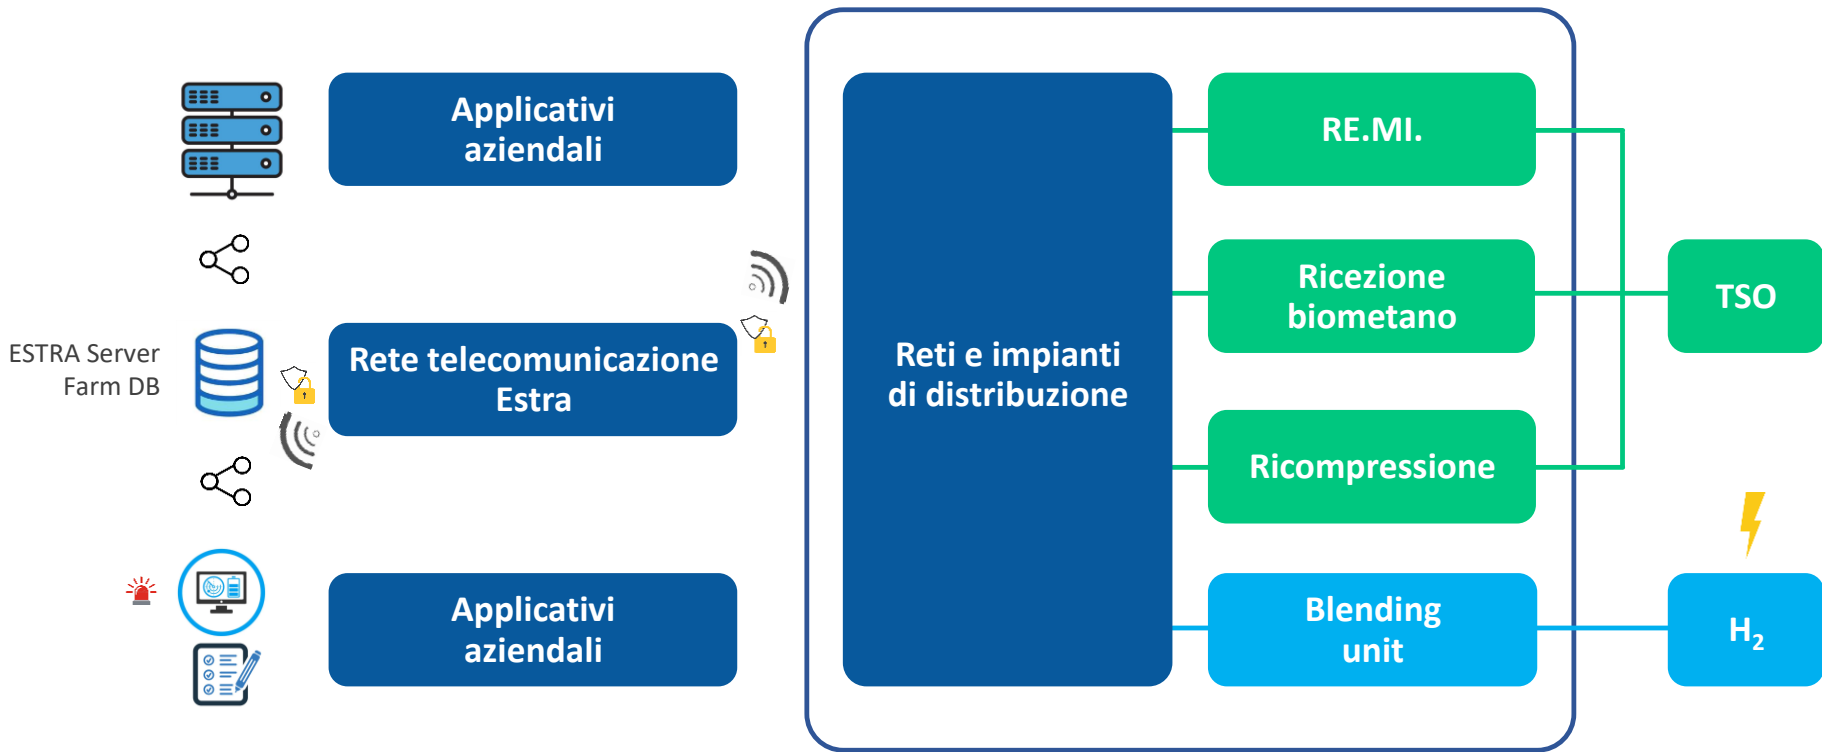 Applicativi
aziendali
ESTRA Server
Farm DB
Rete telecomunicazione
Estra
Applicativi
aziendali
Reti e impianti
di distribuzione
RE.MI.
Ricezione
biometano
Ricompressione
Blending
unit
TSO
H₂